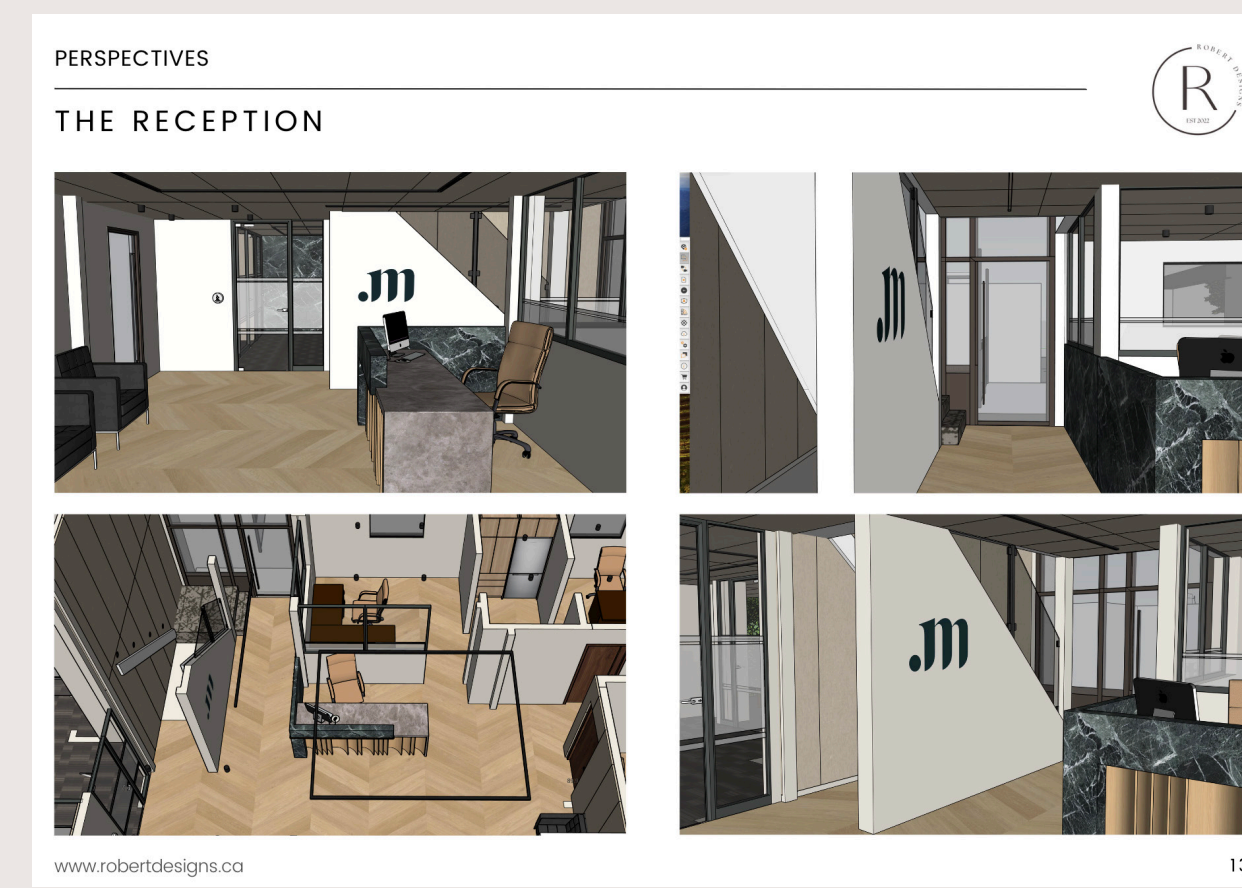 PERSPECTIVES
THE RECEPTION
ROBERT DESIGNS
R
EST.2022
.m
.m
.m
.m
www.robertdesigns.ca
13